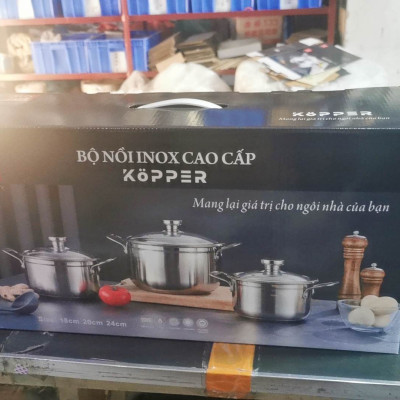 KöPPER
Mang lại giá trị cho ngôi nhà của bạn
BỘ NỒI INOX CAO CẤP
KöPPER
Mang lại giá trị cho ngôi nhà của bạn
18cm 20cm 24cm